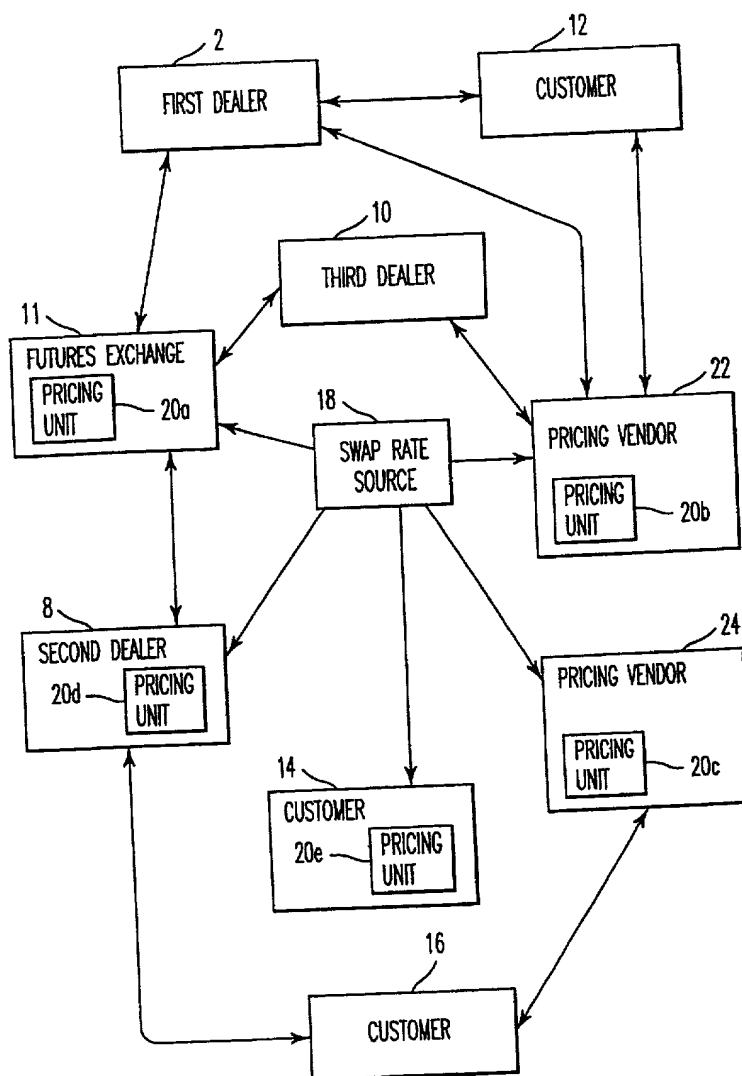 2
FIRST DEALER
12
CUSTOMER
10
THIRD DEALER
11
FUTURES EXCHANGE
PRICING
UNIT
20a
18
SWAP RATE
SOURCE
22
PRICING VENDOR
PRICING
UNIT
20b
8
SECOND DEALER
20d
PRICING
UNIT
24
PRICING VENDOR
PRICING
UNIT
20c
14
CUSTOMER
20e
PRICING
UNIT
16
CUSTOMER